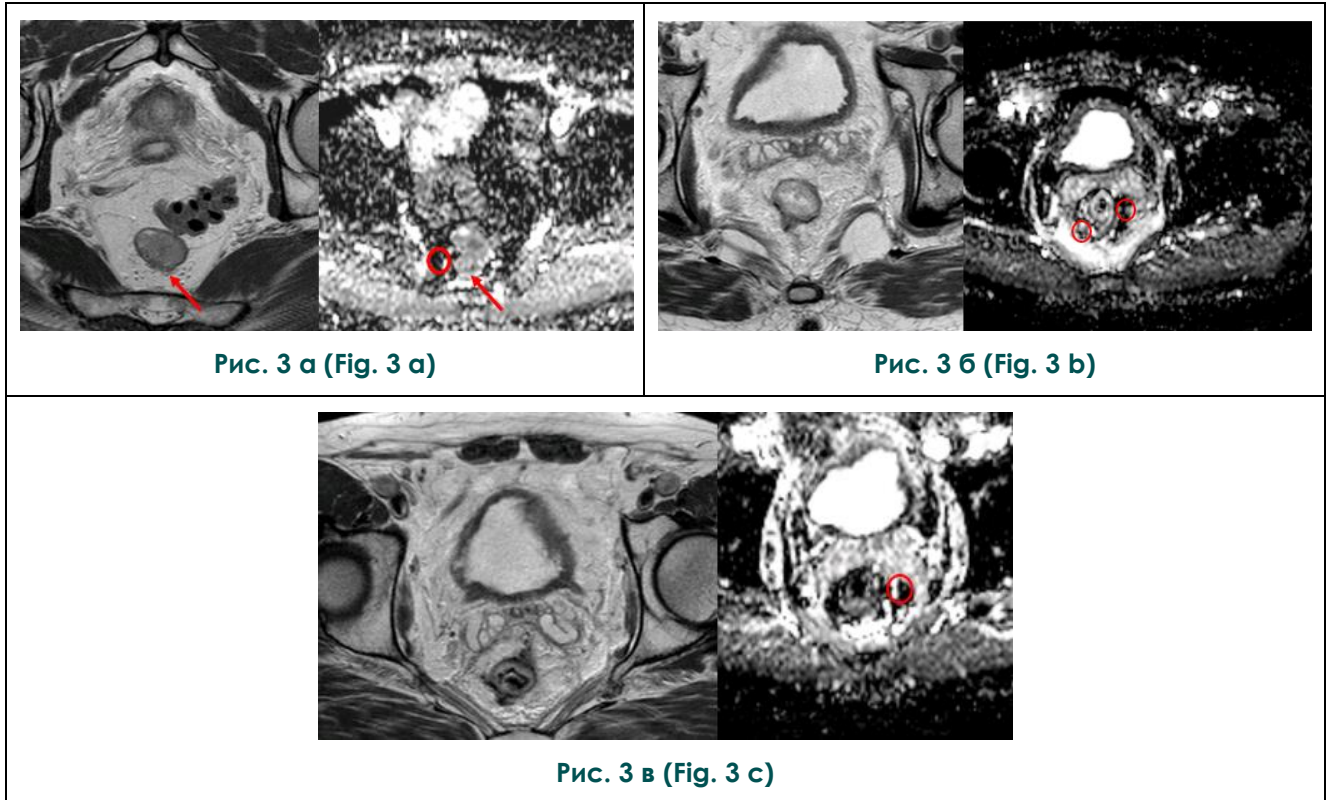 Рис. 3 а (Fig. 3 a)
Рис. 3 б (Fig. 3 b)
Рис. 3 в (Fig. 3 c)